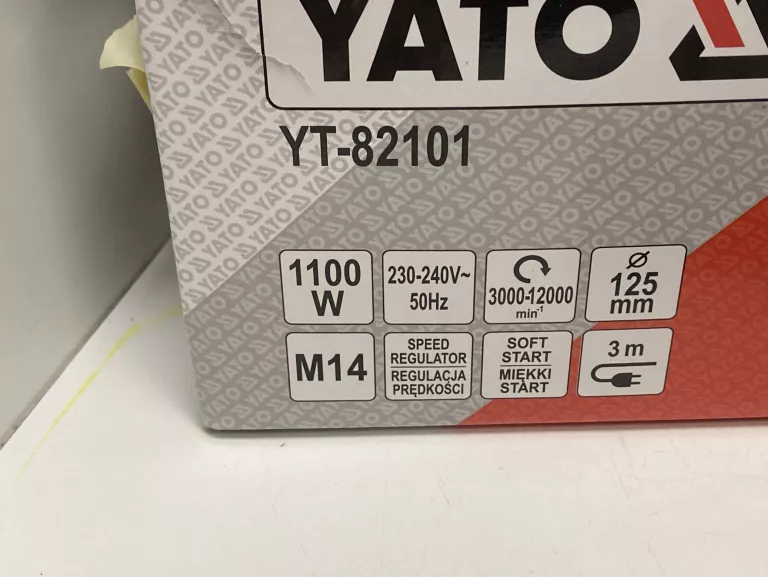 YATO
YT-82101
1100
W
230-240V~
50Hz
3000-12000
min-1
Ø
125
mm
M14
SPEED
REGULATOR
REGULACJA
PRĘDKOŚCI
SOFT
START
MIĘKKI
START
3 m